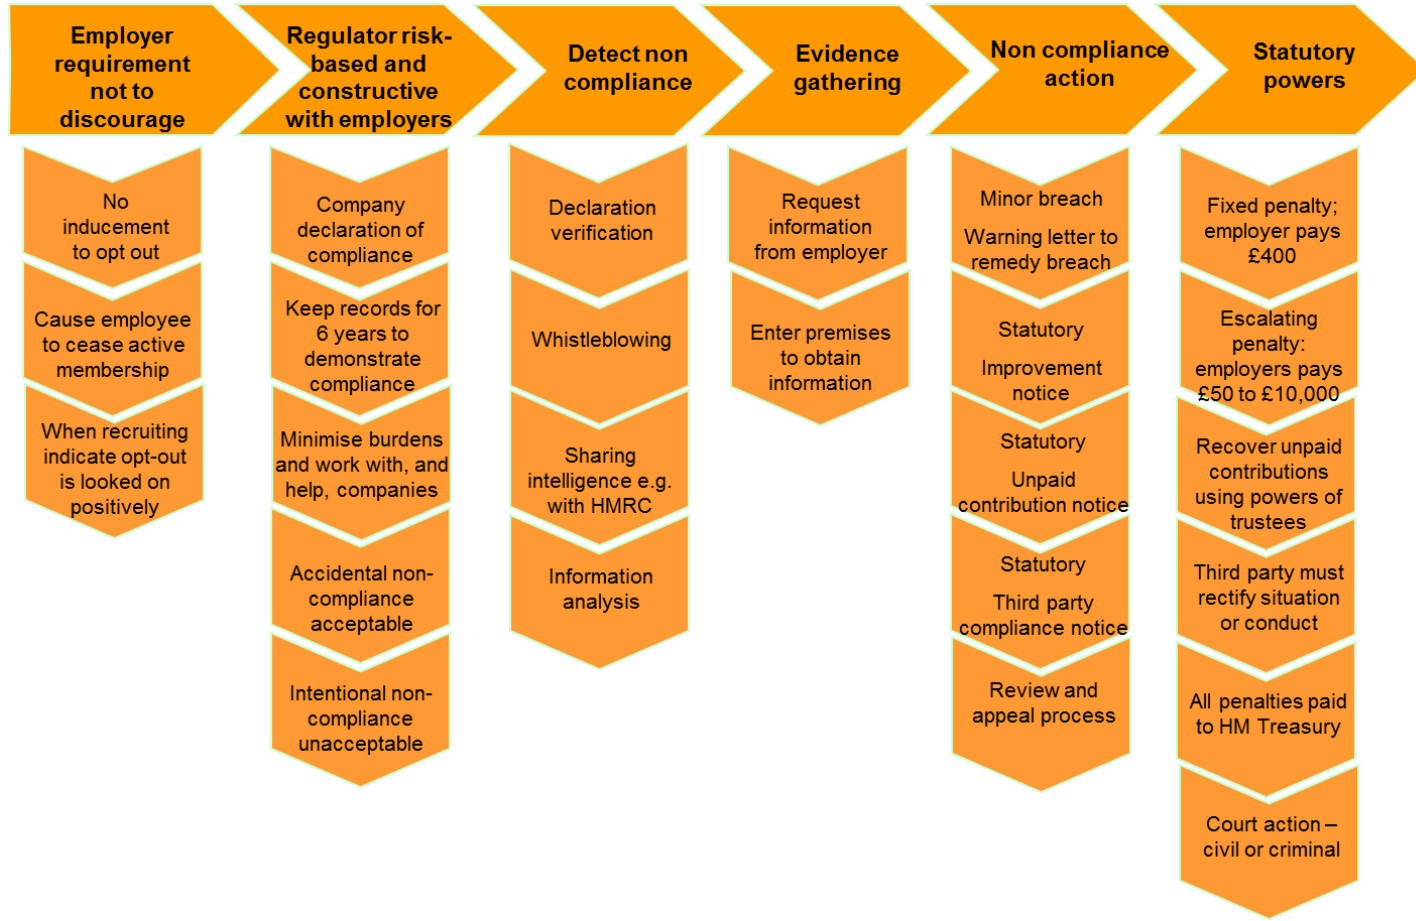 Employer
requirement
not to
discourage
Regulator risk-
based and
constructive
with employers
Detect non
compliance
Evidence
gathering
Non compliance
action
Statutory
powers
No
inducement
to opt out
Cause employee
to cease active
membership
When recruiting
indicate opt-out
is looked on
positively
Company
declaration of
compliance
Keep records for
6 years to
demonstrate
compliance
Minimise burdens
and work with, and
help, companies
Accidental non-
compliance
acceptable
Intentional non-
compliance
unacceptable
Declaration
verification
Whistleblowing
Sharing
intelligence e.g.
with HMRC
Information
analysis
Request
information
from employer
Enter premises
to obtain
information
Minor breach
Warning letter to
remedy breach
Statutory
Improvement
notice
Statutory
Unpaid
contribution notice
Statutory
Third party
compliance notice
Review and
appeal process
Fixed penalty;
employer pays
£400
Escalating
penalty:
employers pays
£50 to £10,000
Recover unpaid
contributions
using powers of
trustees
Third party must
rectify situation
or conduct
All penalties paid
to HM Treasury
Court action –
civil or criminal